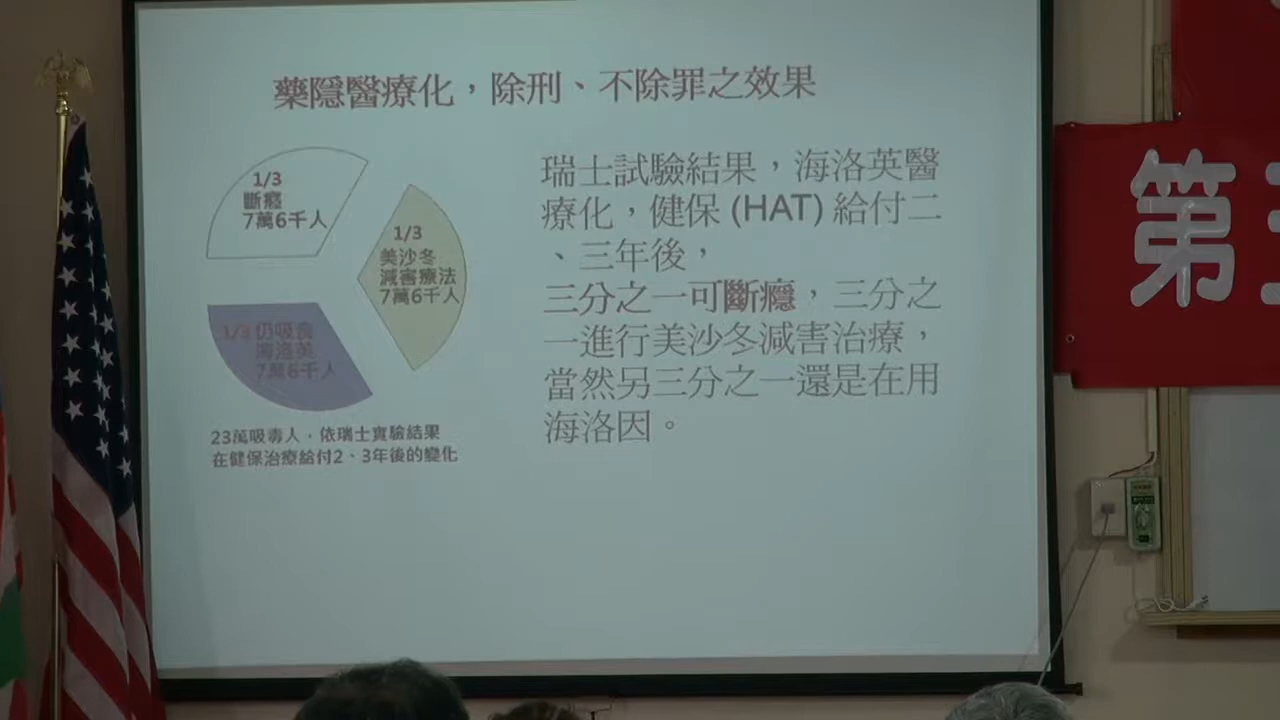 藥隱醫療化，除刑、不除罪之效果
1/3
斷癮
7萬6千人
1/3
美沙冬
減害療法
7萬6千人
1/3 仍吸食
海洛英
7萬6千人
23萬吸毒人，依瑞士實驗結果
在健保治療給付2、3年後的變化
瑞士試驗結果，海洛英醫
療化，健保 (HAT) 給付二
、三年後，
三分之一可斷癮，三分之
一進行美沙冬減害治療，
當然另三分之一還是在用
海洛因。
第